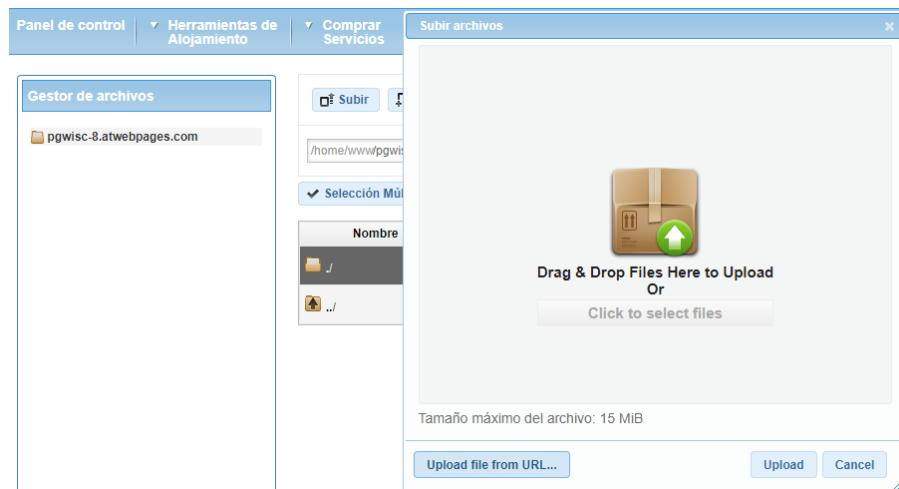 Panel de control
Herramientas de
Alojamiento
Comprar
Servicios
Subir archivos
Gestor de archivos
pgwisc-8.atwebpages.com
Subir
/home/www/pgwis
Selección Múl
Nombre
./
../
Drag & Drop Files Here to Upload
Or
Click to select files
Tamaño máximo del archivo: 15 MiB
Upload file from URL...
Upload
Cancel